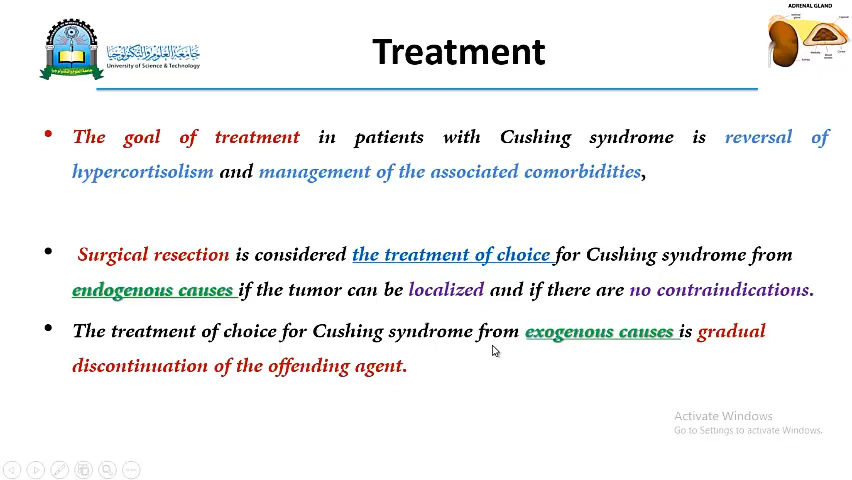 ADRENAL GLAND
جامعة العلوم والتكنولوجيا
University of Science & Technology
Treatment
• The goal of treatment in patients with Cushing syndrome is reversal of
hypercortisolism and management of the associated comorbidities,
• Surgical resection is considered the treatment of choice for Cushing syndrome from
endogenous causes if the tumor can be localized and if there are no contraindications.
• The treatment of choice for Cushing syndrome from exogenous causes is gradual
discontinuation of the offending agent.
Activate Windows
Go to Settings to activate Windows.